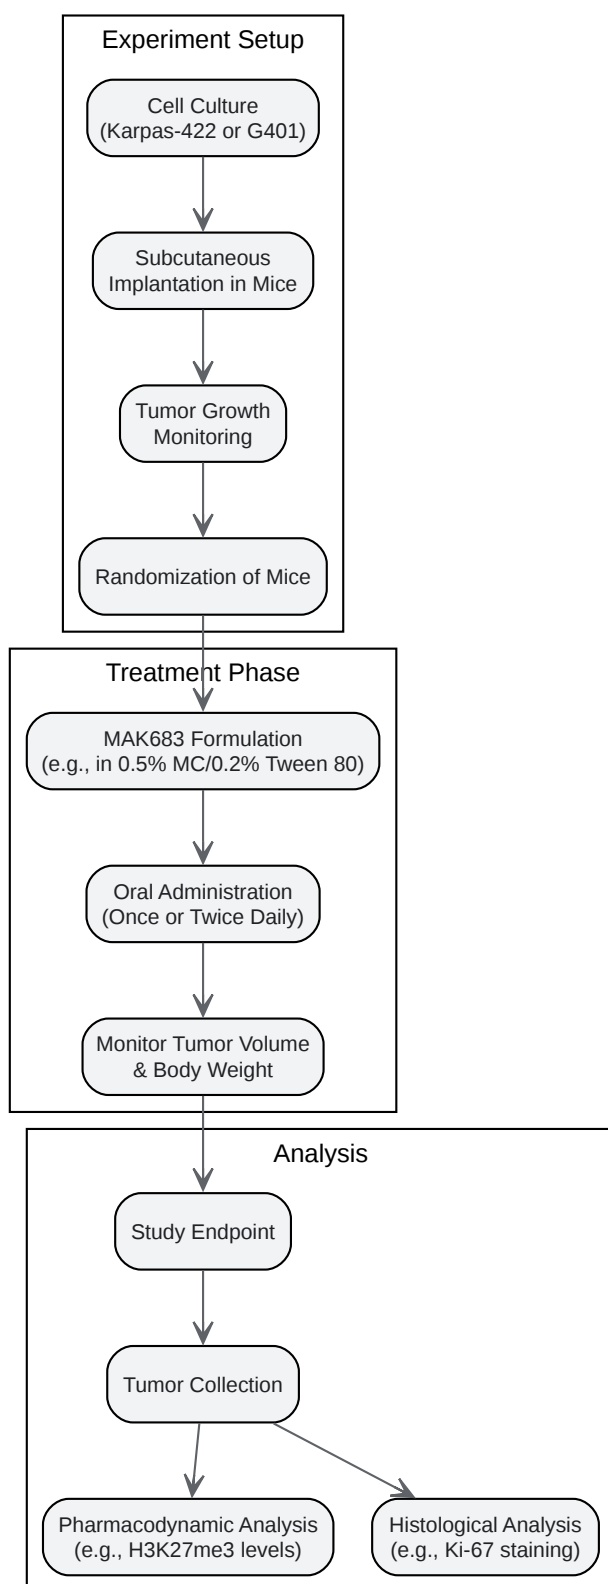 Experiment Setup
Cell Culture
(Karpas-422 or G401)
Subcutaneous
Implantation in Mice
Tumor Growth
Monitoring
Randomization of Mice
Treatment Phase
MAK683 Formulation
(e.g., in 0.5% MC/0.2% Tween 80)
Oral Administration
(Once or Twice Daily)
Monitor Tumor Volume
& Body Weight
Analysis
Study Endpoint
Tumor Collection
Pharmacodynamic Analysis
(e.g., H3K27me3 levels)
Histological Analysis
(e.g., Ki-67 staining)